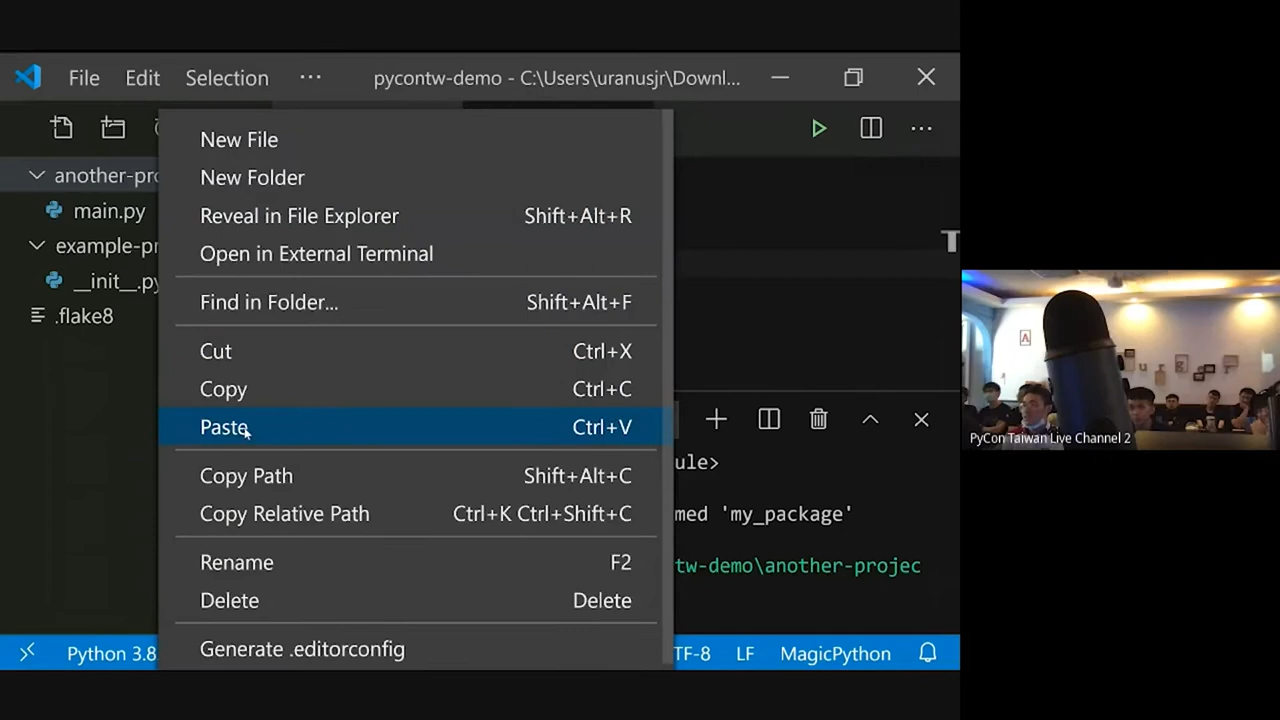 File Edit Selection ··· pycontw-demo - C:\Users\uranusjr\Downl...
another-pro
main.py
example-pr
__init__.py
.flake8
New File
New Folder
Reveal in File Explorer Shift+Alt+R
Open in External Terminal
Find in Folder... Shift+Alt+F
Cut Ctrl+X
Copy Ctrl+C
Paste Ctrl+V
Copy Path Shift+Alt+C
Copy Relative Path Ctrl+K Ctrl+Shift+C
Rename F2
Delete Delete
Generate .editorconfig
ule>
med 'my_package'
tw-demo\another-projec
Python 3.8 TF-8 LF MagicPython
A
PyCon Taiwan Live Channel 2